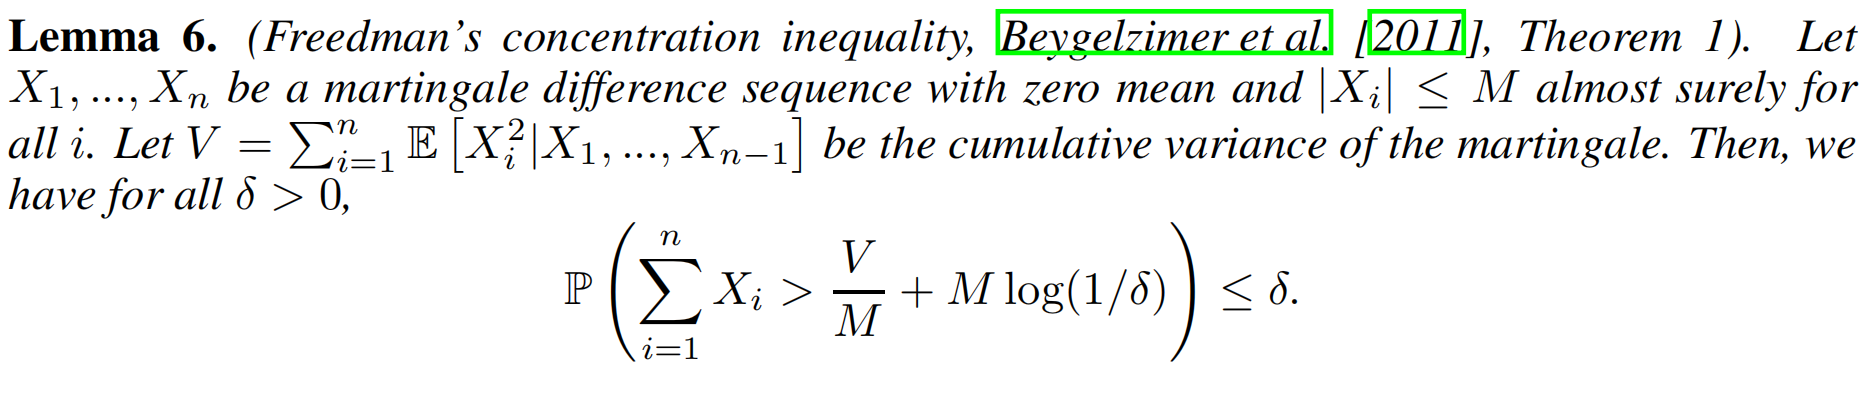 Lemma 6. (Freedman's concentration inequality, Beygelzimer et al. [2011], Theorem 1). Let
X_1, ..., X_n be a martingale difference sequence with zero mean and |X_i| ≤ M almost surely for
all i. Let V = ∑_{i=1}^n 𝔼[X_i^2|X_1, ..., X_{n−1}] be the cumulative variance of the martingale. Then, we
have for all δ > 0,
ℙ(∑_{i=1}^n X_i > V/M + M log(1/δ)) ≤ δ.